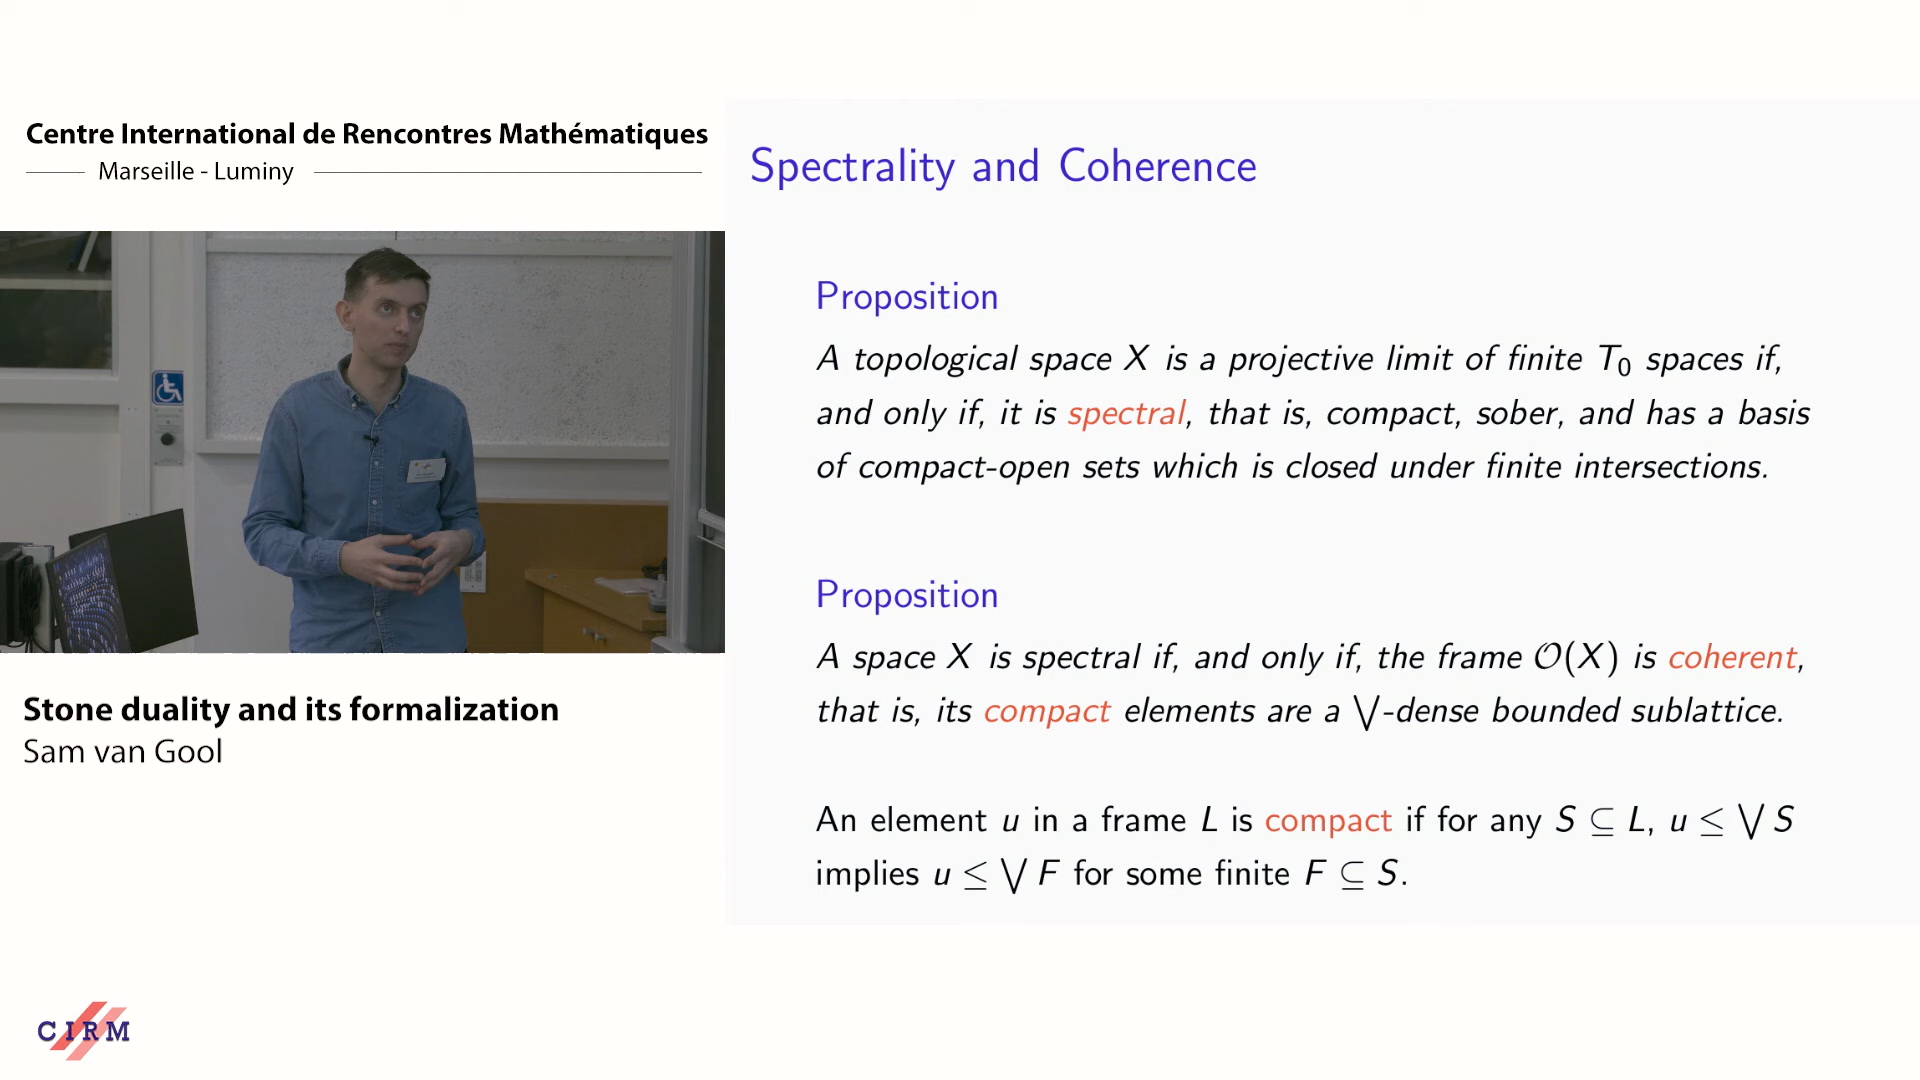 Centre International de Rencontres Mathématiques
Marseille - Luminy
Spectrality and Coherence
Proposition
A topological space X is a projective limit of finite T₀ spaces if,
and only if, it is spectral, that is, compact, sober, and has a basis
of compact-open sets which is closed under finite intersections.
Proposition
A space X is spectral if, and only if, the frame 𝒪(X) is coherent,
that is, its compact elements are a ⋁-dense bounded sublattice.
An element u in a frame L is compact if for any S ⊆ L, u ≤ ⋁ S
implies u ≤ ⋁ F for some finite F ⊆ S.
Stone duality and its formalization
Sam van Gool
CIRM